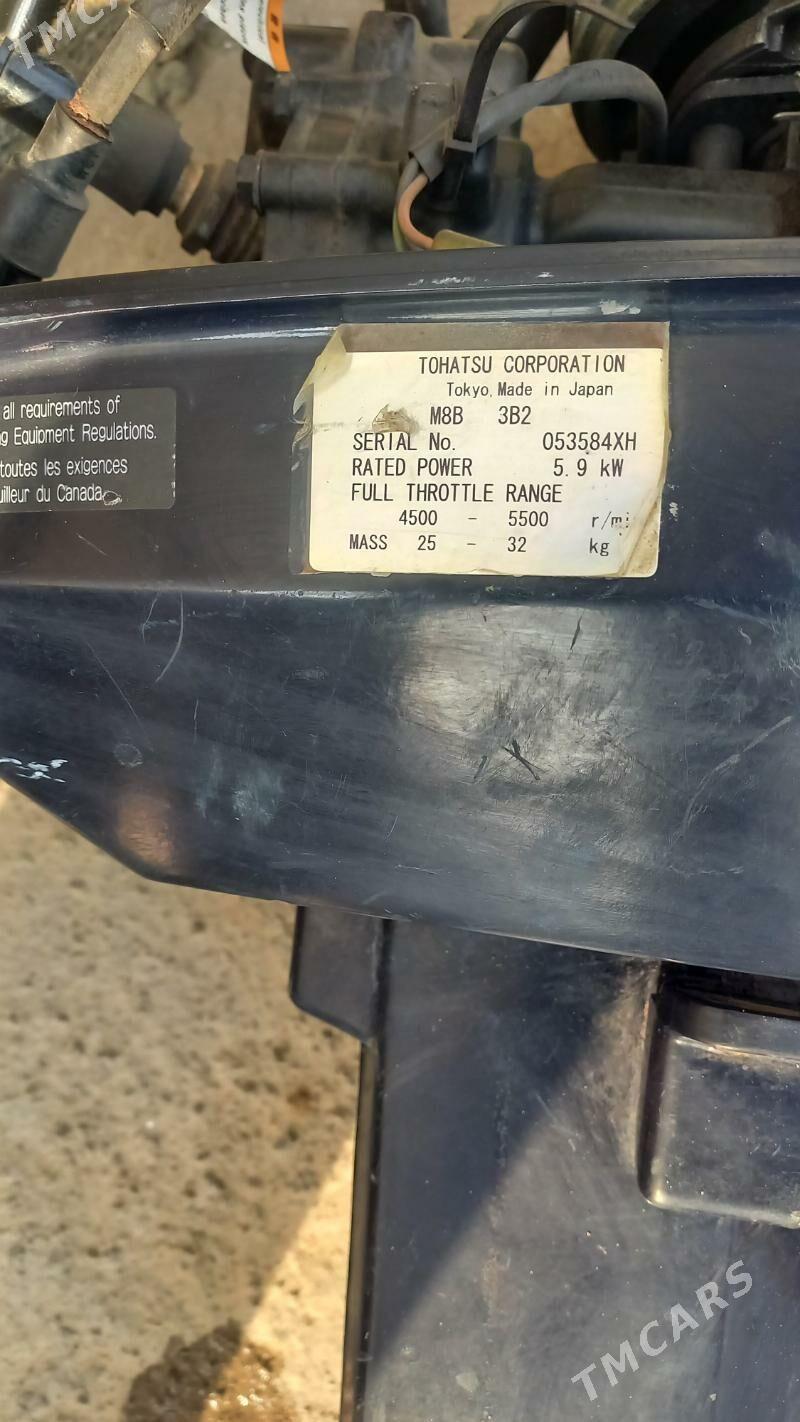 TMCARS
all requirements of
Equipment Regulations.
toutes les exigences
du Canada
TOHATSU CORPORATION
Tokyo, Made in Japan
M8B 3B2
SERIAL No. 053584XH
RATED POWER 5.9 kW
FULL THROTTLE RANGE
4500 - 5500
MASS 25 - 32 kg
TMCARS